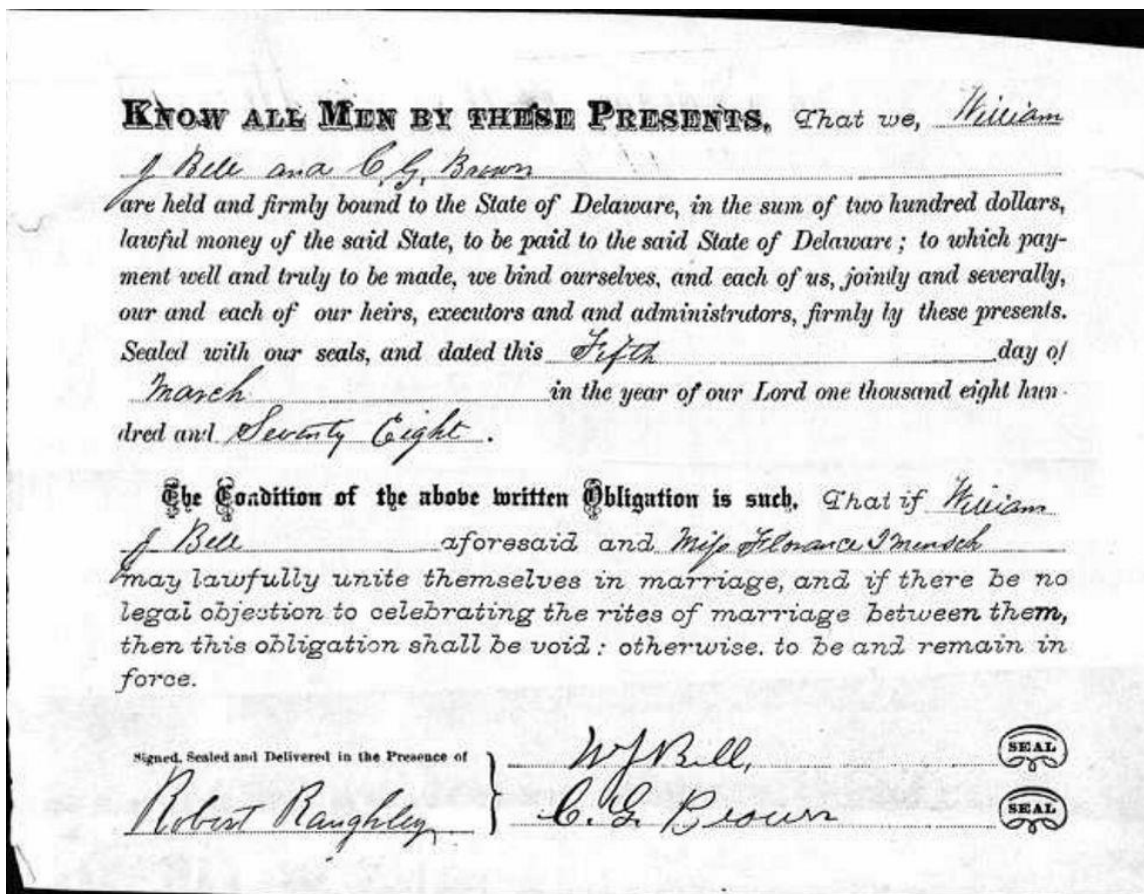 KNOW ALL MEN BY THESE PRESENTS, That we, William
J Bell and C. G. Brown
are held and firmly bound to the State of Delaware, in the sum of two hundred dollars,
lawful money of the said State, to be paid to the said State of Delaware; to which pay-
ment well and truly to be made, we bind ourselves, and each of us, jointly and severally,
our and each of our heirs, executors and and administrators, firmly by these presents.
Sealed with our seals, and dated this Fifth day of
March in the year of our Lord one thousand eight hun-
dred and Seventy Eight.
The Condition of the above written Obligation is such, That if William
J Bell aforesaid and Miss Florance
may lawfully unite themselves in marriage, and if there be no
legal objection to celebrating the rites of marriage between them,
then this obligation shall be void: otherwise, to be and remain in
force.
Signed, Sealed and Delivered in the Presence of
W J Bell, SEAL
Robert Raughley C. G. Brown SEAL